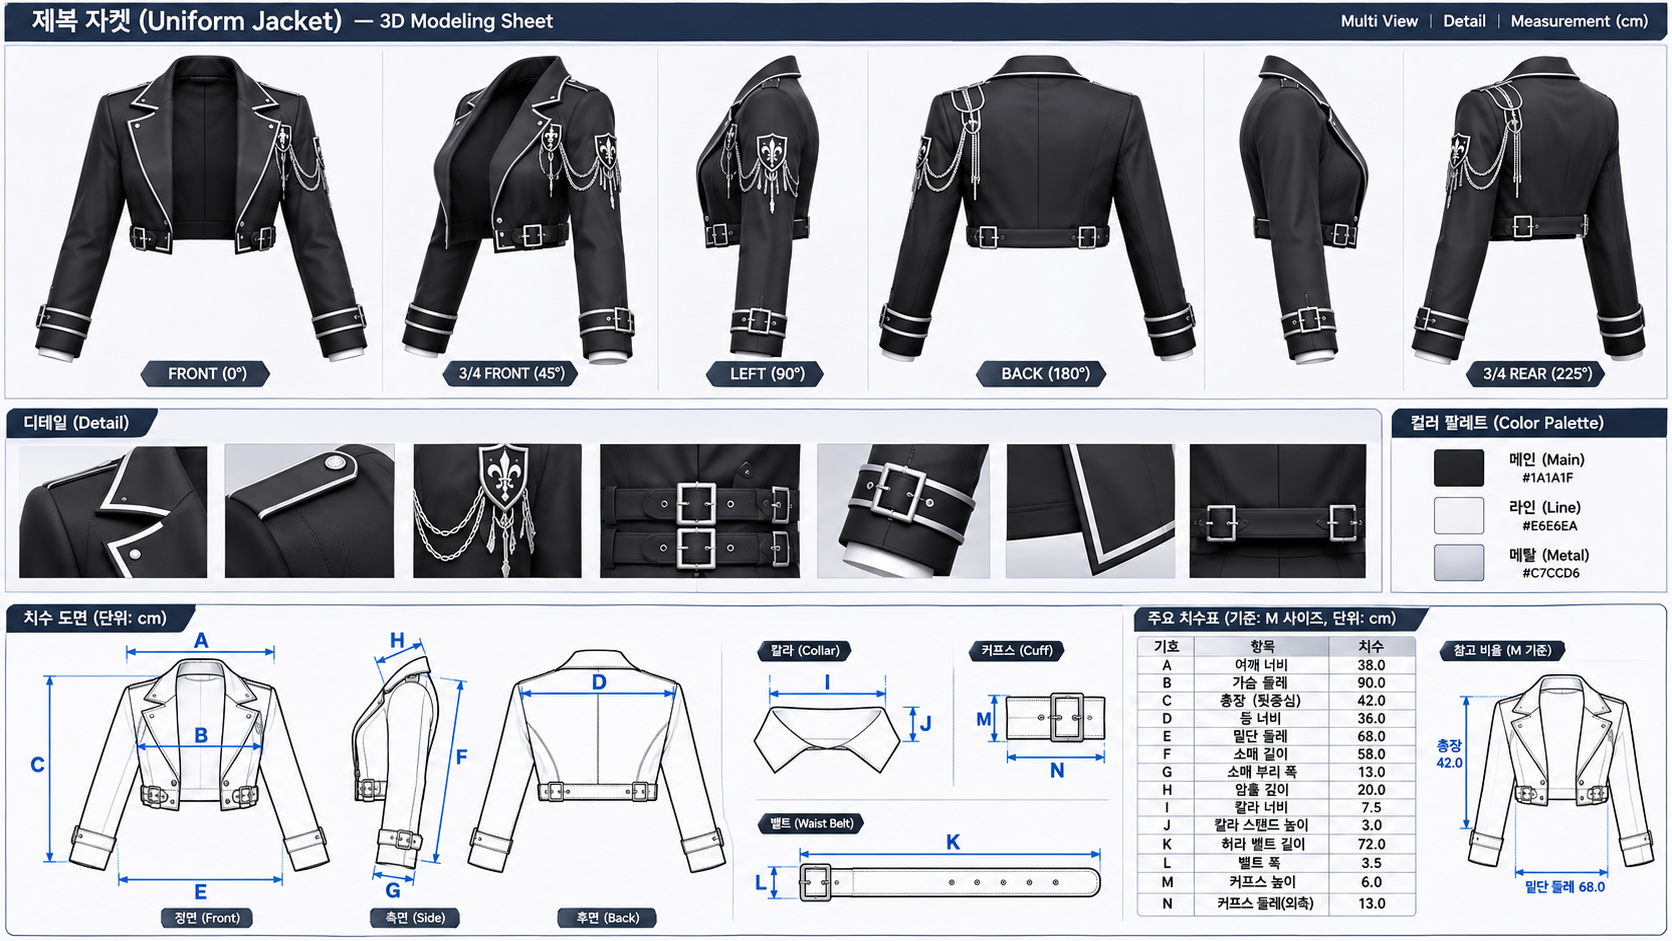 제복 자켓 (Uniform Jacket) — 3D Modeling Sheet
Multi View | Detail | Measurement (cm)
FRONT (0°)
3/4 FRONT (45°)
LEFT (90°)
BACK (180°)
3/4 REAR (225°)
디테일 (Detail)
컬러 팔레트 (Color Palette)
메인 (Main)
#1A1A1F
라인 (Line)
#E6E6EA
메탈 (Metal)
#C7CCD6
치수 도면 (단위: cm)
A
B
C
E
정면 (Front)
H
F
G
측면 (Side)
D
후면 (Back)
칼라 (Collar)
I
J
커프스 (Cuff)
M
N
밸트 (Waist Belt)
K
L
주요 치수표 (기준: M 사이즈, 단위: cm)
기호 항목 치수
A 어깨 너비 38.0
B 가슴 둘레 90.0
C 총장 (뒷중심) 42.0
D 등 너비 36.0
E 밑단 둘레 68.0
F 소매 길이 58.0
G 소매 부리 폭 13.0
H 암홀 깊이 20.0
I 칼라 너비 7.5
J 칼라 스탠드 높이 3.0
K 허리 밸트 길이 72.0
L 밸트 폭 3.5
M 커프스 높이 6.0
N 커프스 둘레(외측) 13.0
참고 비율 (M 기준)
총장
42.0
밑단 둘레 68.0